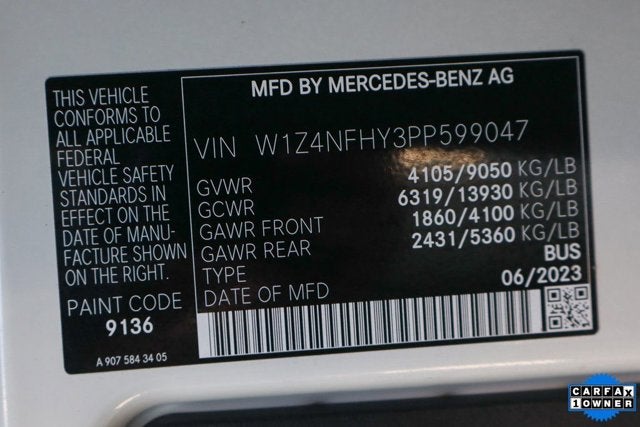 THIS VEHICLE
CONFORMS TO
ALL APPLICABLE
FEDERAL
VEHICLE SAFETY
STANDARDS IN
EFFECT ON THE
DATE OF MANU-
FACTURE SHOWN
ON THE RIGHT.
PAINT CODE
9136
A 907 584 34 05
MFD BY MERCEDES-BENZ AG
VIN W1Z4NFHY3PP599047
GVWR 4105/9050 KG/LB
GCWR 6319/13930 KG/LB
GAWR FRONT 1860/4100 KG/LB
GAWR REAR 2431/5360 KG/LB
TYPE BUS
DATE OF MFD 06/2023
CARFAX
1 OWNER